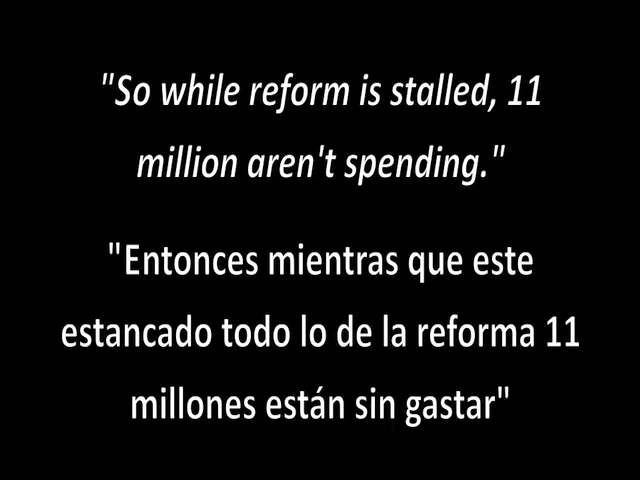 "So while reform is stalled, 11
million aren't spending."
"Entonces mientras que este
estancado todo lo de la reforma 11
millones están sin gastar"